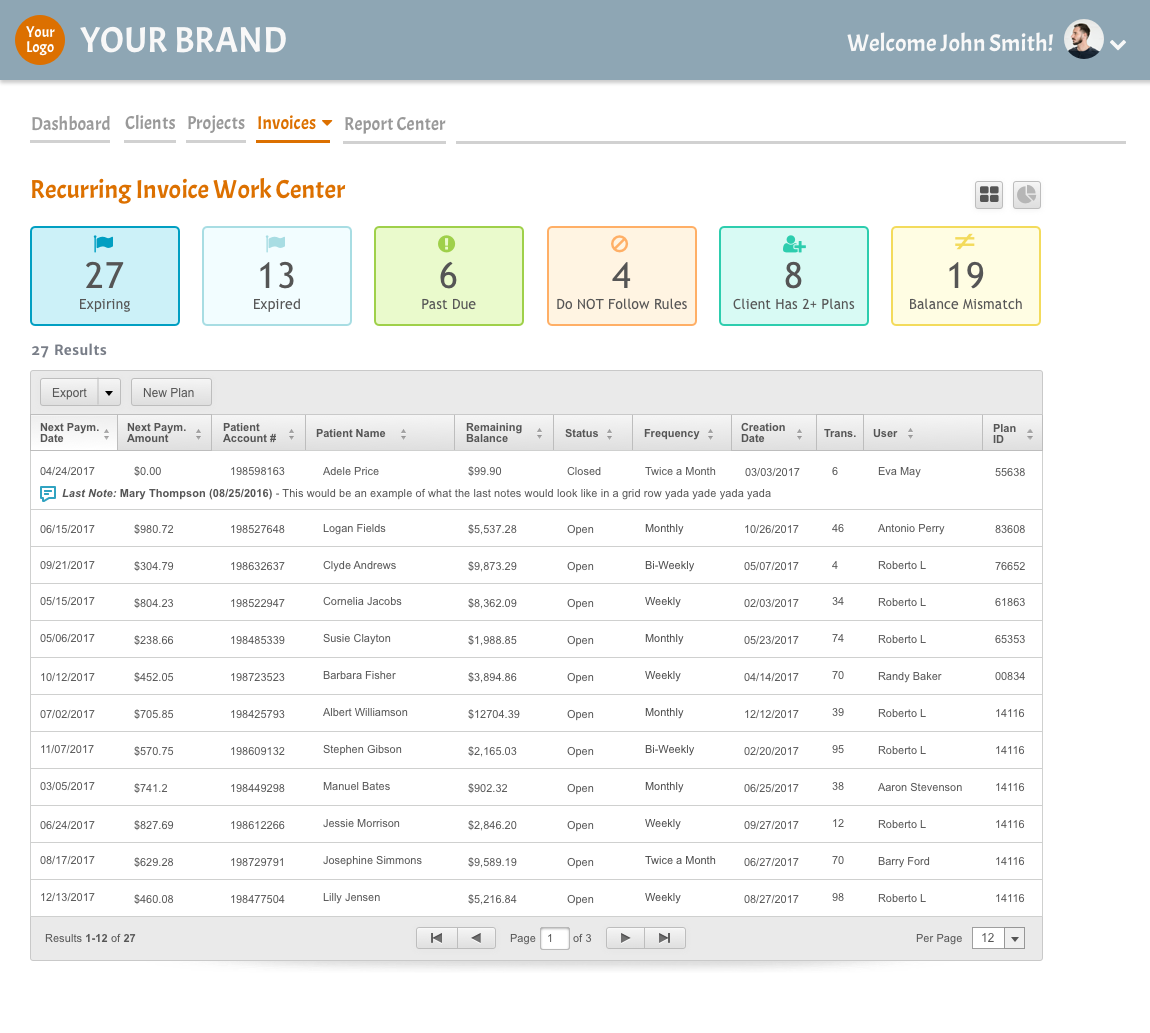 Your
Logo
YOUR BRAND
Welcome John Smith!
Dashboard Clients Projects Invoices Report Center
Recurring Invoice Work Center
27 13 6 4 8 19
Expiring Expired Past Due Do NOT Follow Rules Client Has 2+ Plans Balance Mismatch
27 Results
Export New Plan
Next Paym. Date Next Paym. Amount Patient Account # Patient Name Remaining Balance Status Frequency Creation Date Trans. User Plan ID
04/24/2017 $0.00 198598163 Adele Price $99.90 Closed Twice a Month 03/03/2017 6 Eva May 55638
Last Note: Mary Thompson (08/25/2016) - This would be an example of what the last notes would look like in a grid row yada yade yada yada
06/15/2017 $980.72 198527648 Logan Fields $5,537.28 Open Monthly 10/26/2017 46 Antonio Perry 83608
09/21/2017 $304.79 198632637 Clyde Andrews $9,873.29 Open Bi-Weekly 05/07/2017 4 Roberto L 76652
05/15/2017 $804.23 198522947 Cornelia Jacobs $8,362.09 Open Weekly 02/03/2017 34 Roberto L 61863
05/06/2017 $238.66 198485339 Susie Clayton $1,988.85 Open Monthly 05/23/2017 74 Roberto L 65353
10/12/2017 $452.05 198723523 Barbara Fisher $3,894.86 Open Weekly 04/14/2017 70 Randy Baker 00834
07/02/2017 $705.85 198425793 Albert Williamson $12704.39 Open Monthly 12/12/2017 39 Roberto L 14116
11/07/2017 $570.75 198609132 Stephen Gibson $2,165.03 Open Bi-Weekly 02/20/2017 95 Roberto L 14116
03/05/2017 $741.2 198449298 Manuel Bates $902.32 Open Monthly 06/25/2017 38 Aaron Stevenson 14116
06/24/2017 $827.69 198612266 Jessie Morrison $2,846.20 Open Weekly 09/27/2017 12 Roberto L 14116
08/17/2017 $629.28 198729791 Josephine Simmons $9,589.19 Open Twice a Month 06/27/2017 70 Barry Ford 14116
12/13/2017 $460.08 198477504 Lilly Jensen $5,216.84 Open Weekly 08/27/2017 98 Roberto L 14116
Results 1-12 of 27 Page 1 of 3 Per Page 12